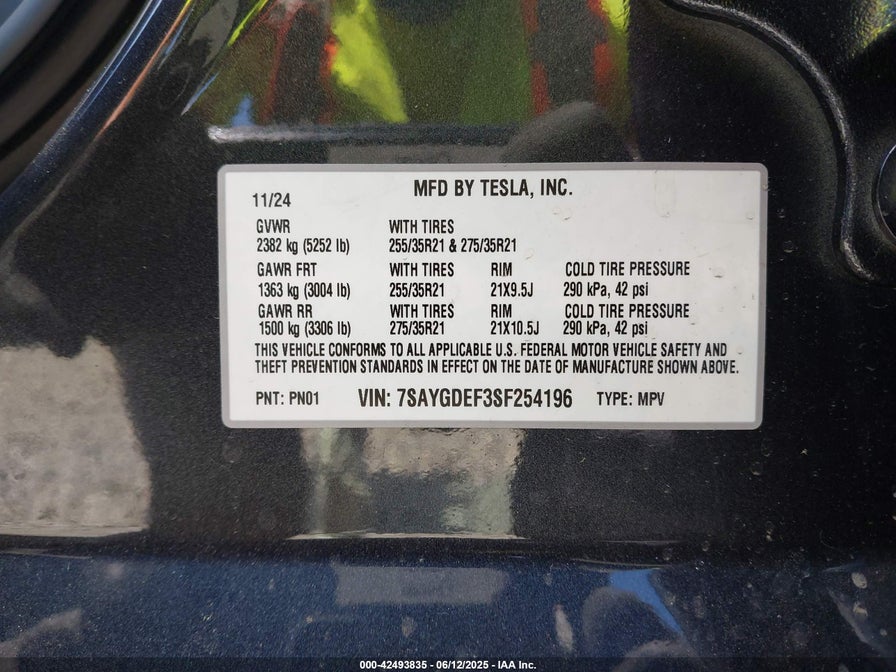 MFD BY TESLA, INC.
11/24
GVWR WITH TIRES
2382 kg (5252 lb) 255/35R21 & 275/35R21
GAWR FRT WITH TIRES RIM COLD TIRE PRESSURE
1363 kg (3004 lb) 255/35R21 21X9.5J 290 kPa, 42 psi
GAWR RR WITH TIRES RIM COLD TIRE PRESSURE
1500 kg (3306 lb) 275/35R21 21X10.5J 290 kPa, 42 psi
THIS VEHICLE CONFORMS TO ALL APPLICABLE U.S. FEDERAL MOTOR VEHICLE SAFETY AND
THEFT PREVENTION STANDARDS IN EFFECT ON THE DATE OF MANUFACTURE SHOWN ABOVE.
PNT: PN01 VIN: 7SAYGDEF3SF254196 TYPE: MPV
000-42493835 - 06/12/2025 - IAA Inc.